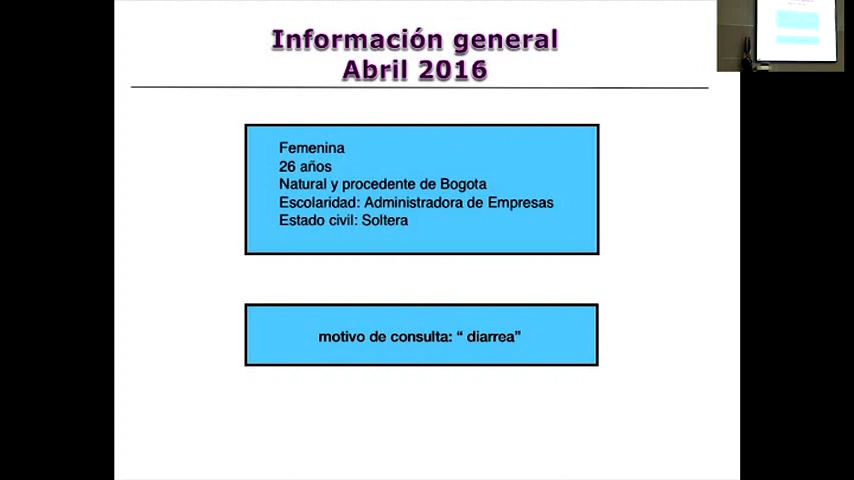 Información general
Abril 2016
Femenina
26 años
Natural y procedente de Bogota
Escolaridad: Administradora de Empresas
Estado civil: Soltera
motivo de consulta: “ diarrea”